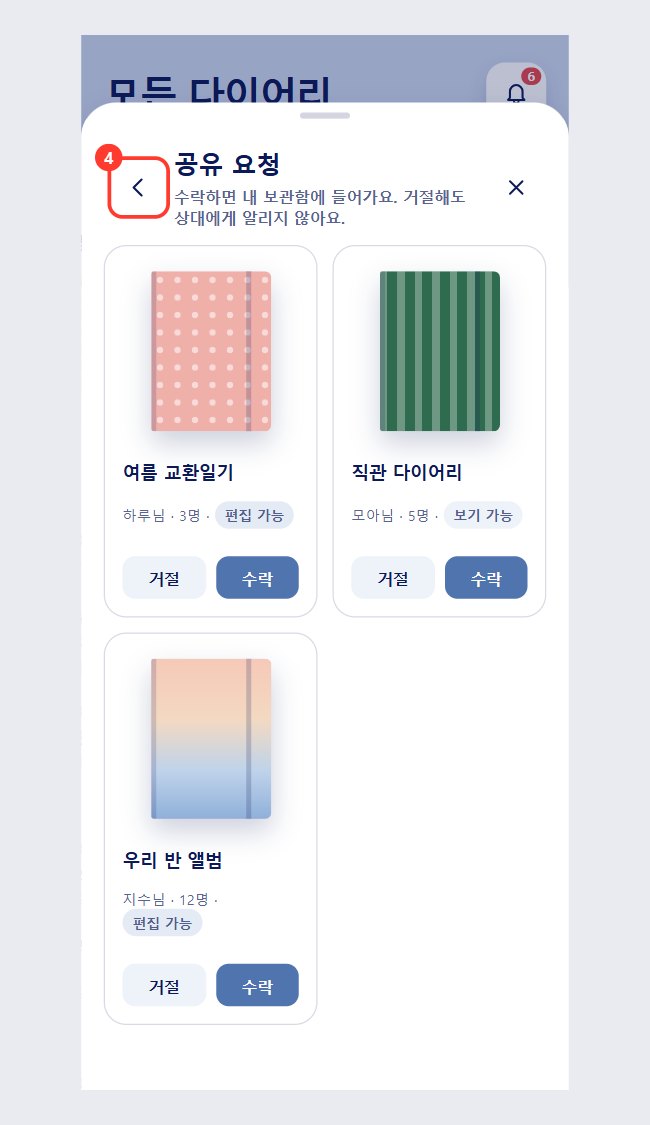 모든 다이어리
6
4
공유 요청
수락하면 내 보관함에 들어가요. 거절해도
상대에게 알리지 않아요.
여름 교환일기
하루님 · 3명 · 편집 가능
거절 수락
직관 다이어리
모아님 · 5명 · 보기 가능
거절 수락
우리 반 앨범
지수님 · 12명 ·
편집 가능
거절 수락